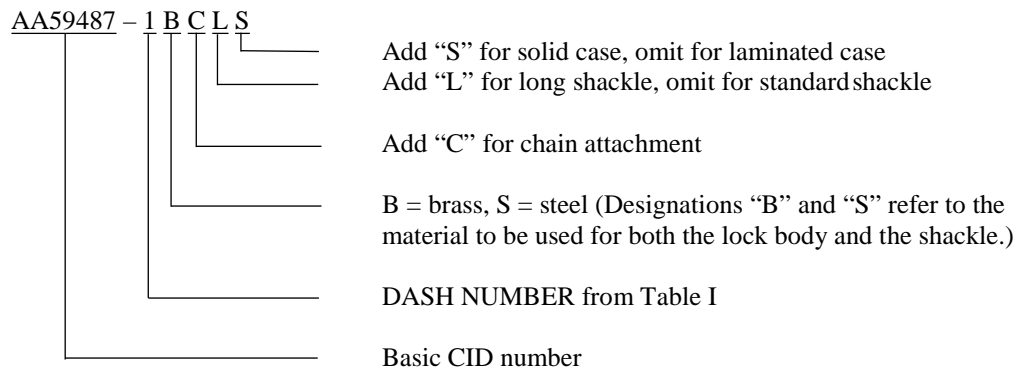 AA59487 – 1 B C L S
Add “S” for solid case, omit for laminated case
Add “L” for long shackle, omit for standard shackle
Add “C” for chain attachment
B = brass, S = steel (Designations “B” and “S” refer to the
material to be used for both the lock body and the shackle.)
DASH NUMBER from Table I
Basic CID number